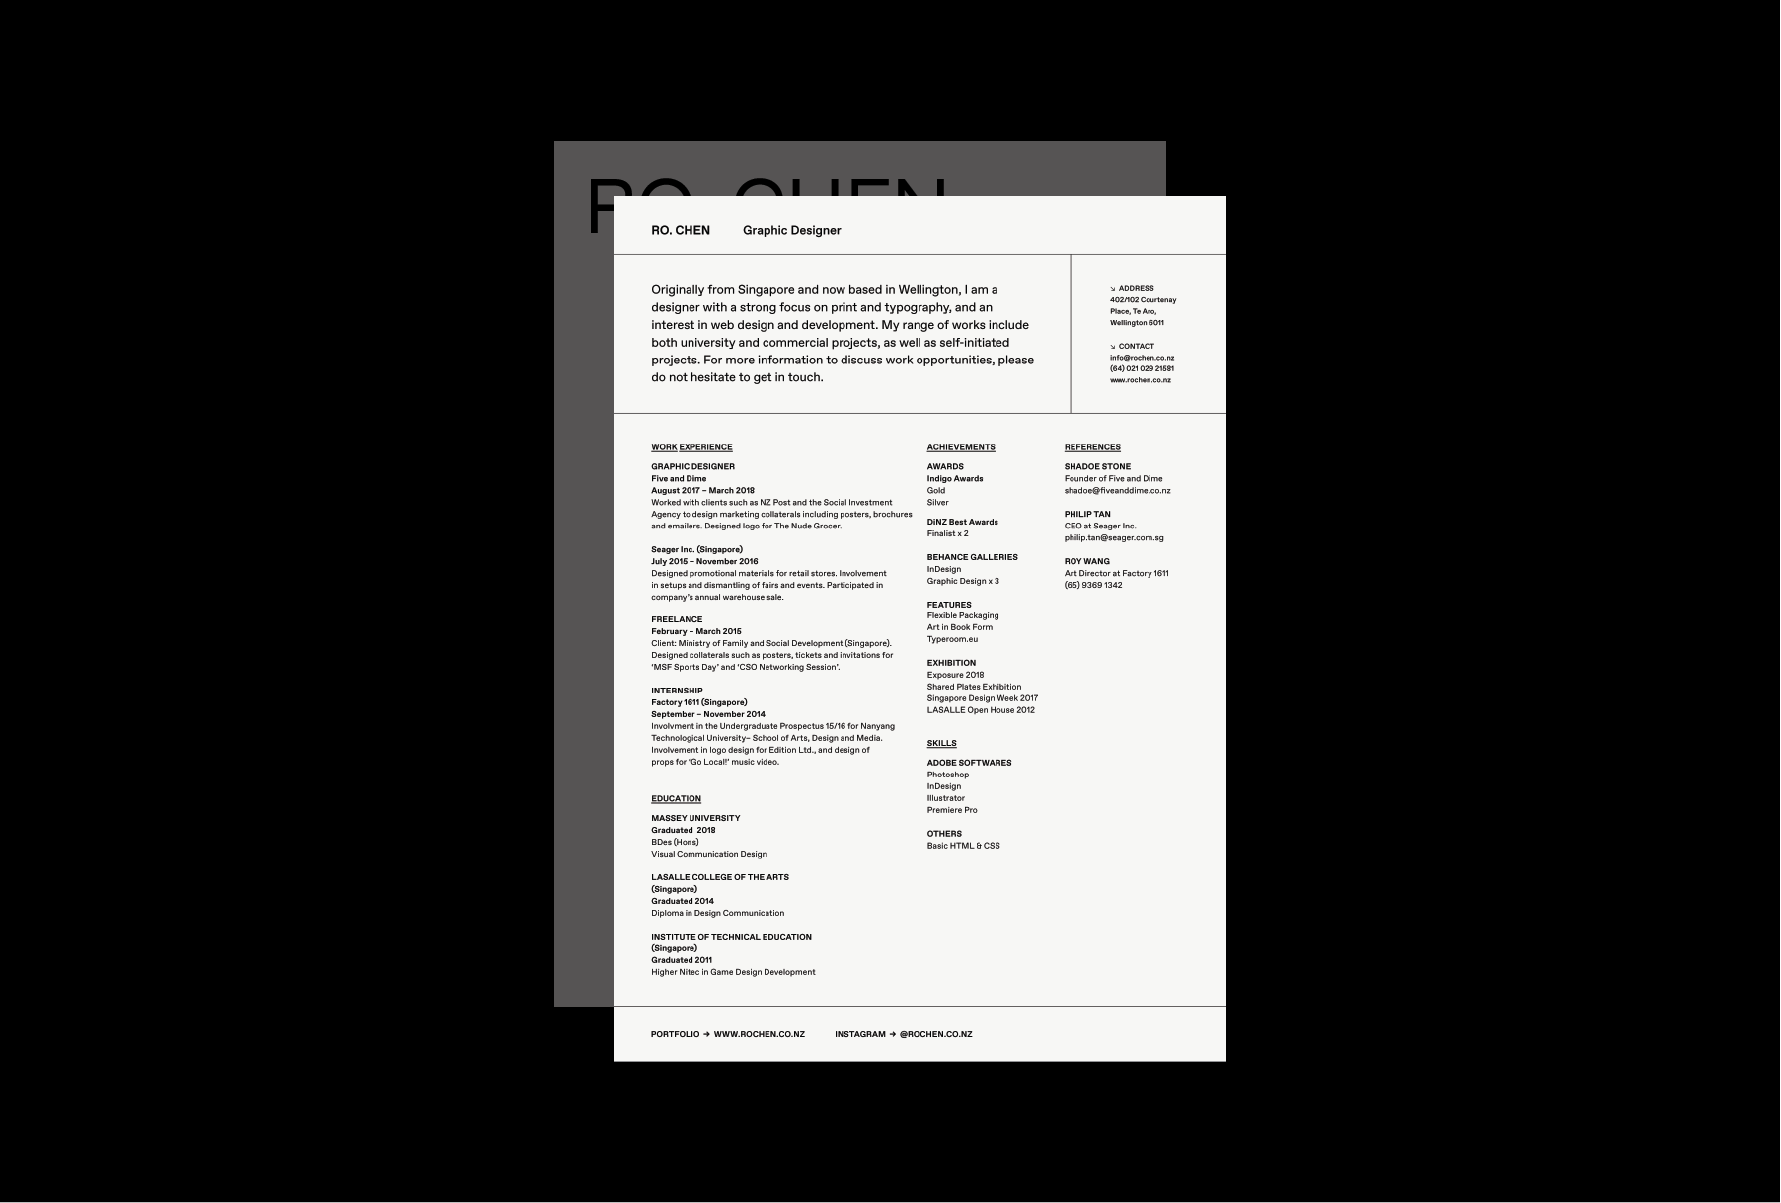 RO. CHEN
RO. CHEN Graphic Designer
Originally from Singapore and now based in Wellington, I am a
designer with a strong focus on print and typography, and an
interest in web design and development. My range of works include
both university and commercial projects, as well as self-initiated
projects. For more information to discuss work opportunities, please
do not hesitate to get in touch.
↘ ADDRESS
402/102 Courtenay
Place, Te Aro,
Wellington 6011
↘ CONTACT
info@rochen.co.nz
(64) 021 029 21581
www.rochen.co.nz
WORK EXPERIENCE
GRAPHIC DESIGNER
Five and Dime
August 2017 – March 2018
Worked with clients such as NZ Post and the Social Investment
Agency to design marketing collaterals including posters, brochures
and emailers. Designed logo for The Nude Grocer.
Seager Inc. (Singapore)
July 2015 – November 2016
Designed promotional materials for retail stores. Involvement
in setups and dismantling of fairs and events. Participated in
company’s annual warehouse sale.
FREELANCE
February – March 2015
Client: Ministry of Family and Social Development (Singapore).
Designed collaterals such as posters, tickets and invitations for
‘MSF Sports Day’ and ‘CSO Networking Session’.
INTERNSHIP
Factory 1611 (Singapore)
September – November 2014
Involvment in the Undergraduate Prospectus 15/16 for Nanyang
Technological University– School of Arts, Design and Media.
Involvement in logo design for Edition Ltd., and design of
props for ‘Go Local!’ music video.
EDUCATION
MASSEY UNIVERSITY
Graduated 2018
BDes (Hons)
Visual Communication Design
LASALLE COLLEGE OF THE ARTS
(Singapore)
Graduated 2014
Diploma in Design Communication
INSTITUTE OF TECHNICAL EDUCATION
(Singapore)
Graduated 2011
Higher Nitec in Game Design Development
ACHIEVEMENTS
AWARDS
Indigo Awards
Gold
Silver
DiNZ Best Awards
Finalist x 2
BEHANCE GALLERIES
InDesign
Graphic Design x 3
FEATURES
Flexible Packaging
Art in Book Form
Typeroom.eu
EXHIBITION
Exposure 2018
Shared Plates Exhibition
Singapore Design Week 2017
LASALLE Open House 2012
SKILLS
ADOBE SOFTWARES
Photoshop
InDesign
Illustrator
Premiere Pro
OTHERS
Basic HTML & CSS
REFERENCES
SHADOE STONE
Founder of Five and Dime
shadoe@fiveanddime.co.nz
PHILIP TAN
CEO at Seager Inc.
philip.tan@seager.com.sg
ROY WANG
Art Director at Factory 1611
(65) 9369 1342
PORTFOLIO → WWW.ROCHEN.CO.NZ INSTAGRAM → @ROCHEN.CO.NZ